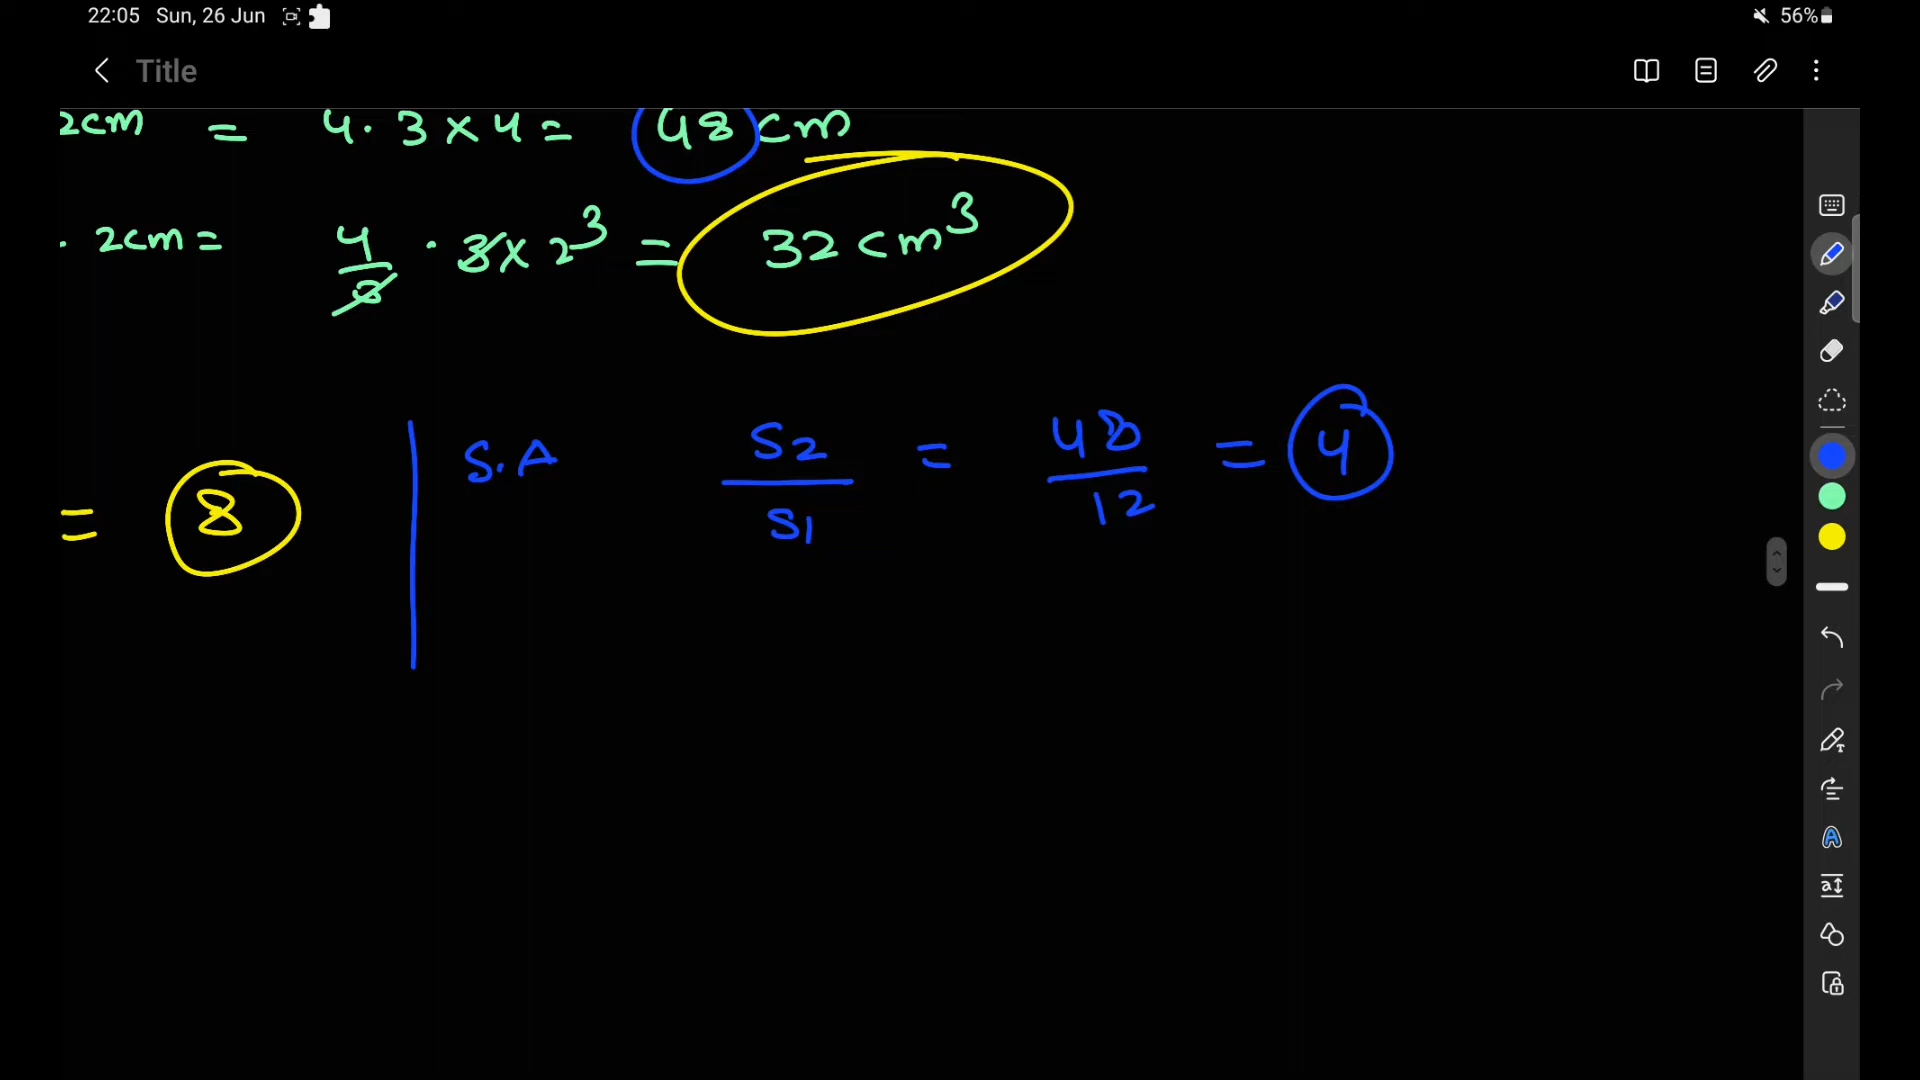 22:05 Sun, 26 Jun 56%
Title
2cm = 4. 3 x 4 = 48 cm
. 2cm = 4/3 . 3 x 2³ = 32 cm³
= 8
S.A S2/S1 = 48/12 = 4